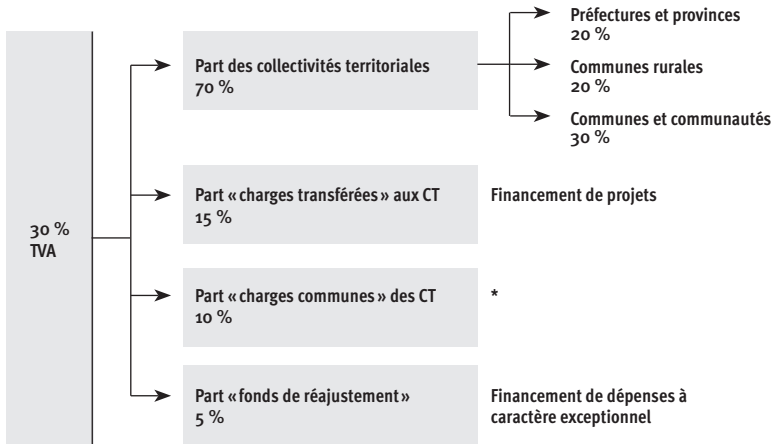 30 %
TVA
Part des collectivités territoriales
70 %
Préfectures et provinces
20 %
Communes rurales
20 %
Communes et communautés
30 %
Part « charges transférées » aux CT
15 %
Financement de projets
Part « charges communes » des CT
10 %
*
Part « fonds de réajustement »
5 %
Financement de dépenses à
caractère exceptionnel